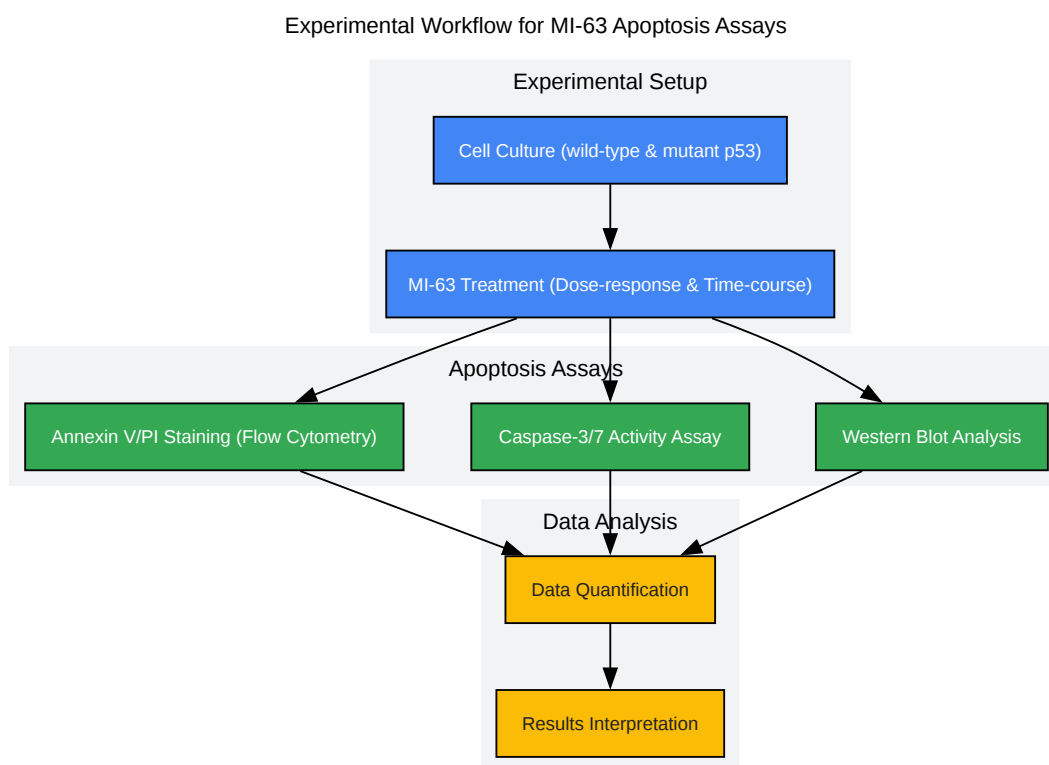 Experimental Workflow for MI-63 Apoptosis Assays
Experimental Setup
Cell Culture (wild-type & mutant p53)
MI-63 Treatment (Dose-response & Time-course)
Apoptosis Assays
Annexin V/PI Staining (Flow Cytometry)
Caspase-3/7 Activity Assay
Western Blot Analysis
Data Analysis
Data Quantification
Results Interpretation